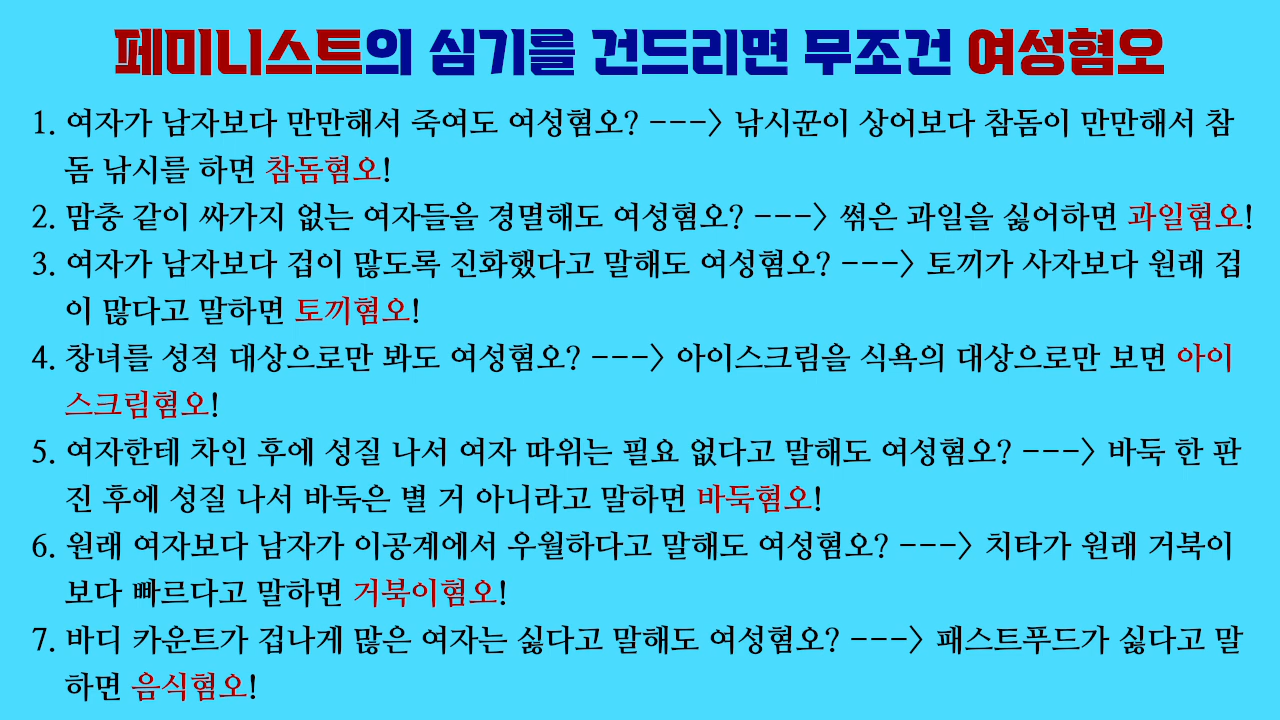 페미니스트의 심기를 건드리면 무조건 여성혐오
1. 여자가 남자보다 만만해서 죽여도 여성혐오? ---> 낚시꾼이 상어보다 참돔이 만만해서 참
돔 낚시를 하면 참돔혐오!
2. 맘충 같이 싸가지 없는 여자들을 경멸해도 여성혐오? ---> 썪은 과일을 싫어하면 과일혐오!
3. 여자가 남자보다 겁이 많도록 진화했다고 말해도 여성혐오? ---> 토끼가 사자보다 원래 겁
이 많다고 말하면 토끼혐오!
4. 창녀를 성적 대상으로만 봐도 여성혐오? ---> 아이스크림을 식욕의 대상으로만 보면 아이
스크림혐오!
5. 여자한테 차인 후에 성질 나서 여자 따위는 필요 없다고 말해도 여성혐오? ---> 바둑 한 판
진 후에 성질 나서 바둑은 별 거 아니라고 말하면 바둑혐오!
6. 원래 여자보다 남자가 이공계에서 우월하다고 말해도 여성혐오? ---> 치타가 원래 거북이
보다 빠르다고 말하면 거북이혐오!
7. 바디 카운트가 겁나게 많은 여자는 싫다고 말해도 여성혐오? ---> 패스트푸드가 싫다고 말
하면 음식혐오!